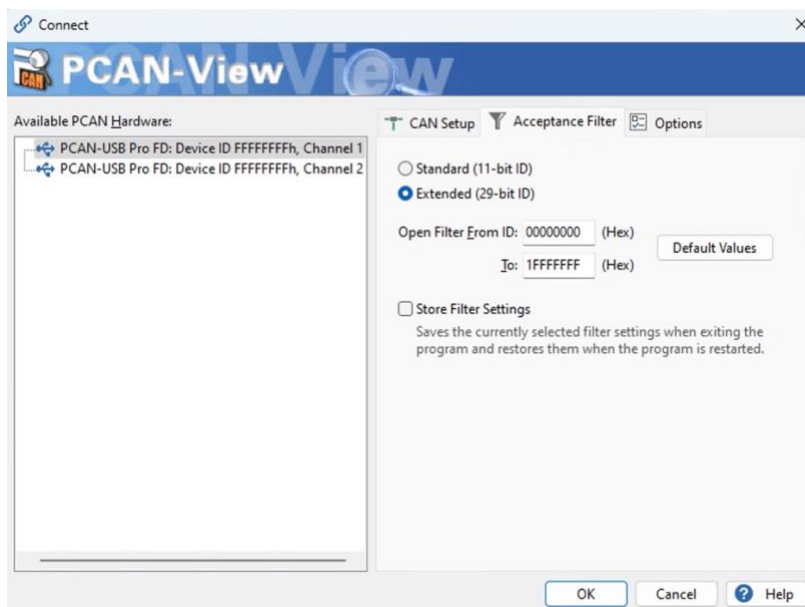 Connect
PCAN-View
Available PCAN Hardware:
PCAN-USB Pro FD: Device ID FFFFFFFFh, Channel 1
PCAN-USB Pro FD: Device ID FFFFFFFFh, Channel 2
CAN Setup
Acceptance Filter
Options
Standard (11-bit ID)
Extended (29-bit ID)
Open Filter From ID: 00000000 (Hex)
To: 1FFFFFFF (Hex)
Default Values
Store Filter Settings
Saves the currently selected filter settings when exiting the
program and restores them when the program is restarted.
OK
Cancel
Help